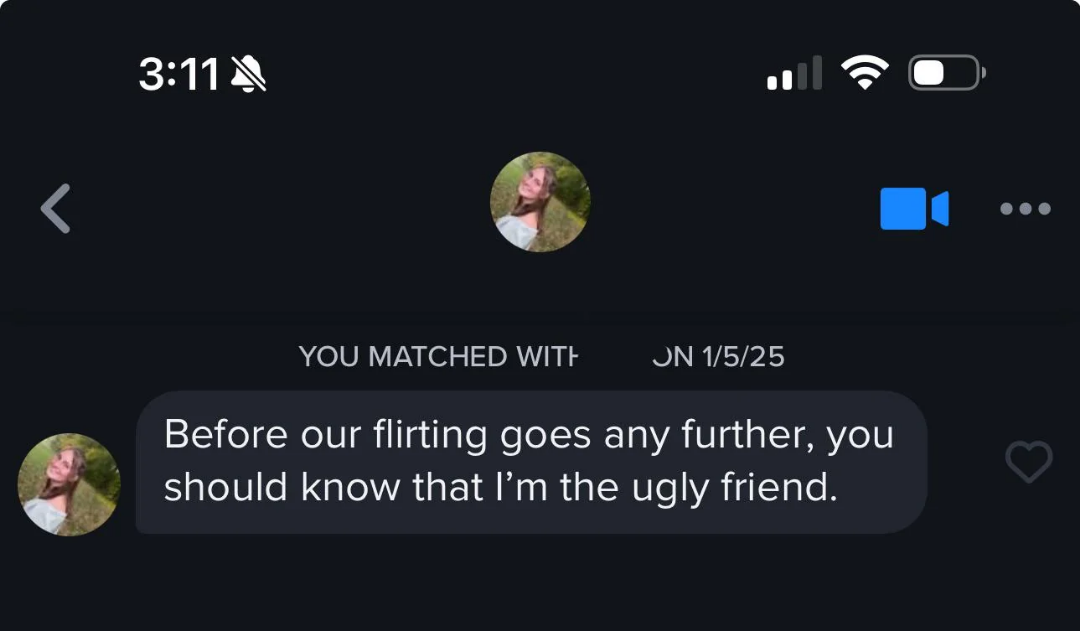 3:11
YOU MATCHED WITH ON 1/5/25
Before our flirting goes any further, you
should know that I’m the ugly friend.